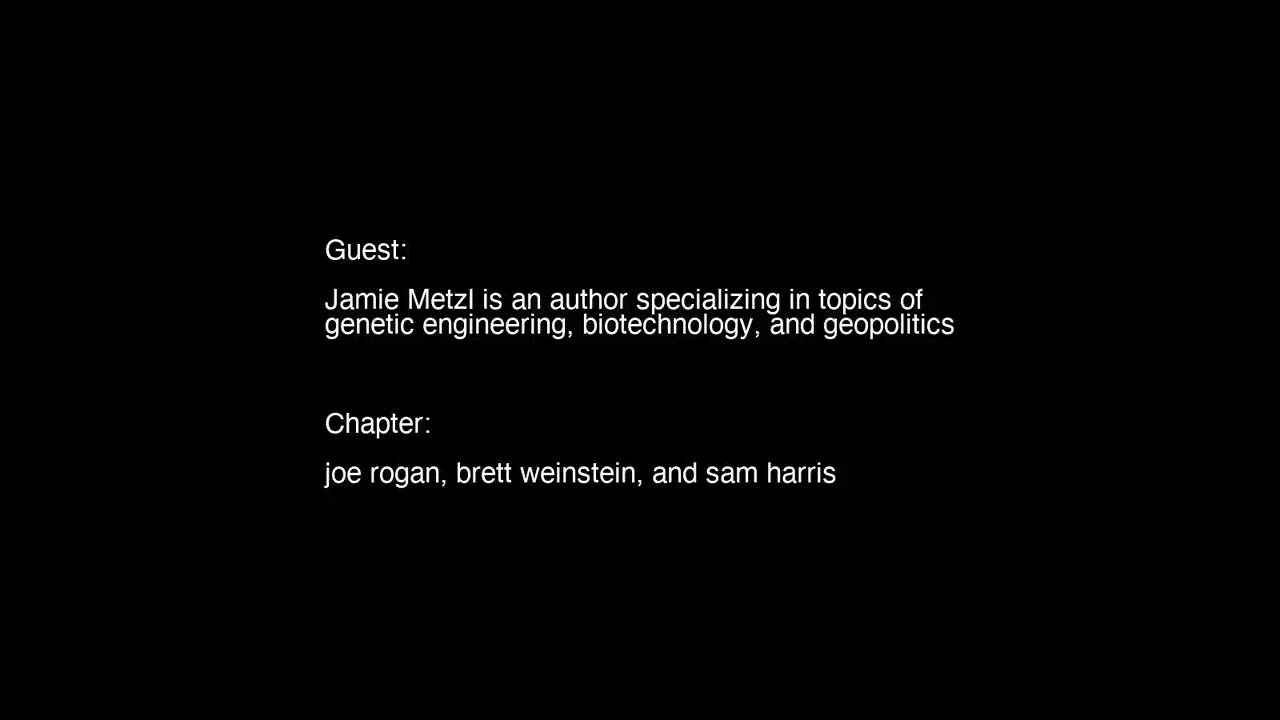 Guest:
Jamie Metzl is an author specializing in topics of
genetic engineering, biotechnology, and geopolitics
Chapter:
joe rogan, brett weinstein, and sam harris